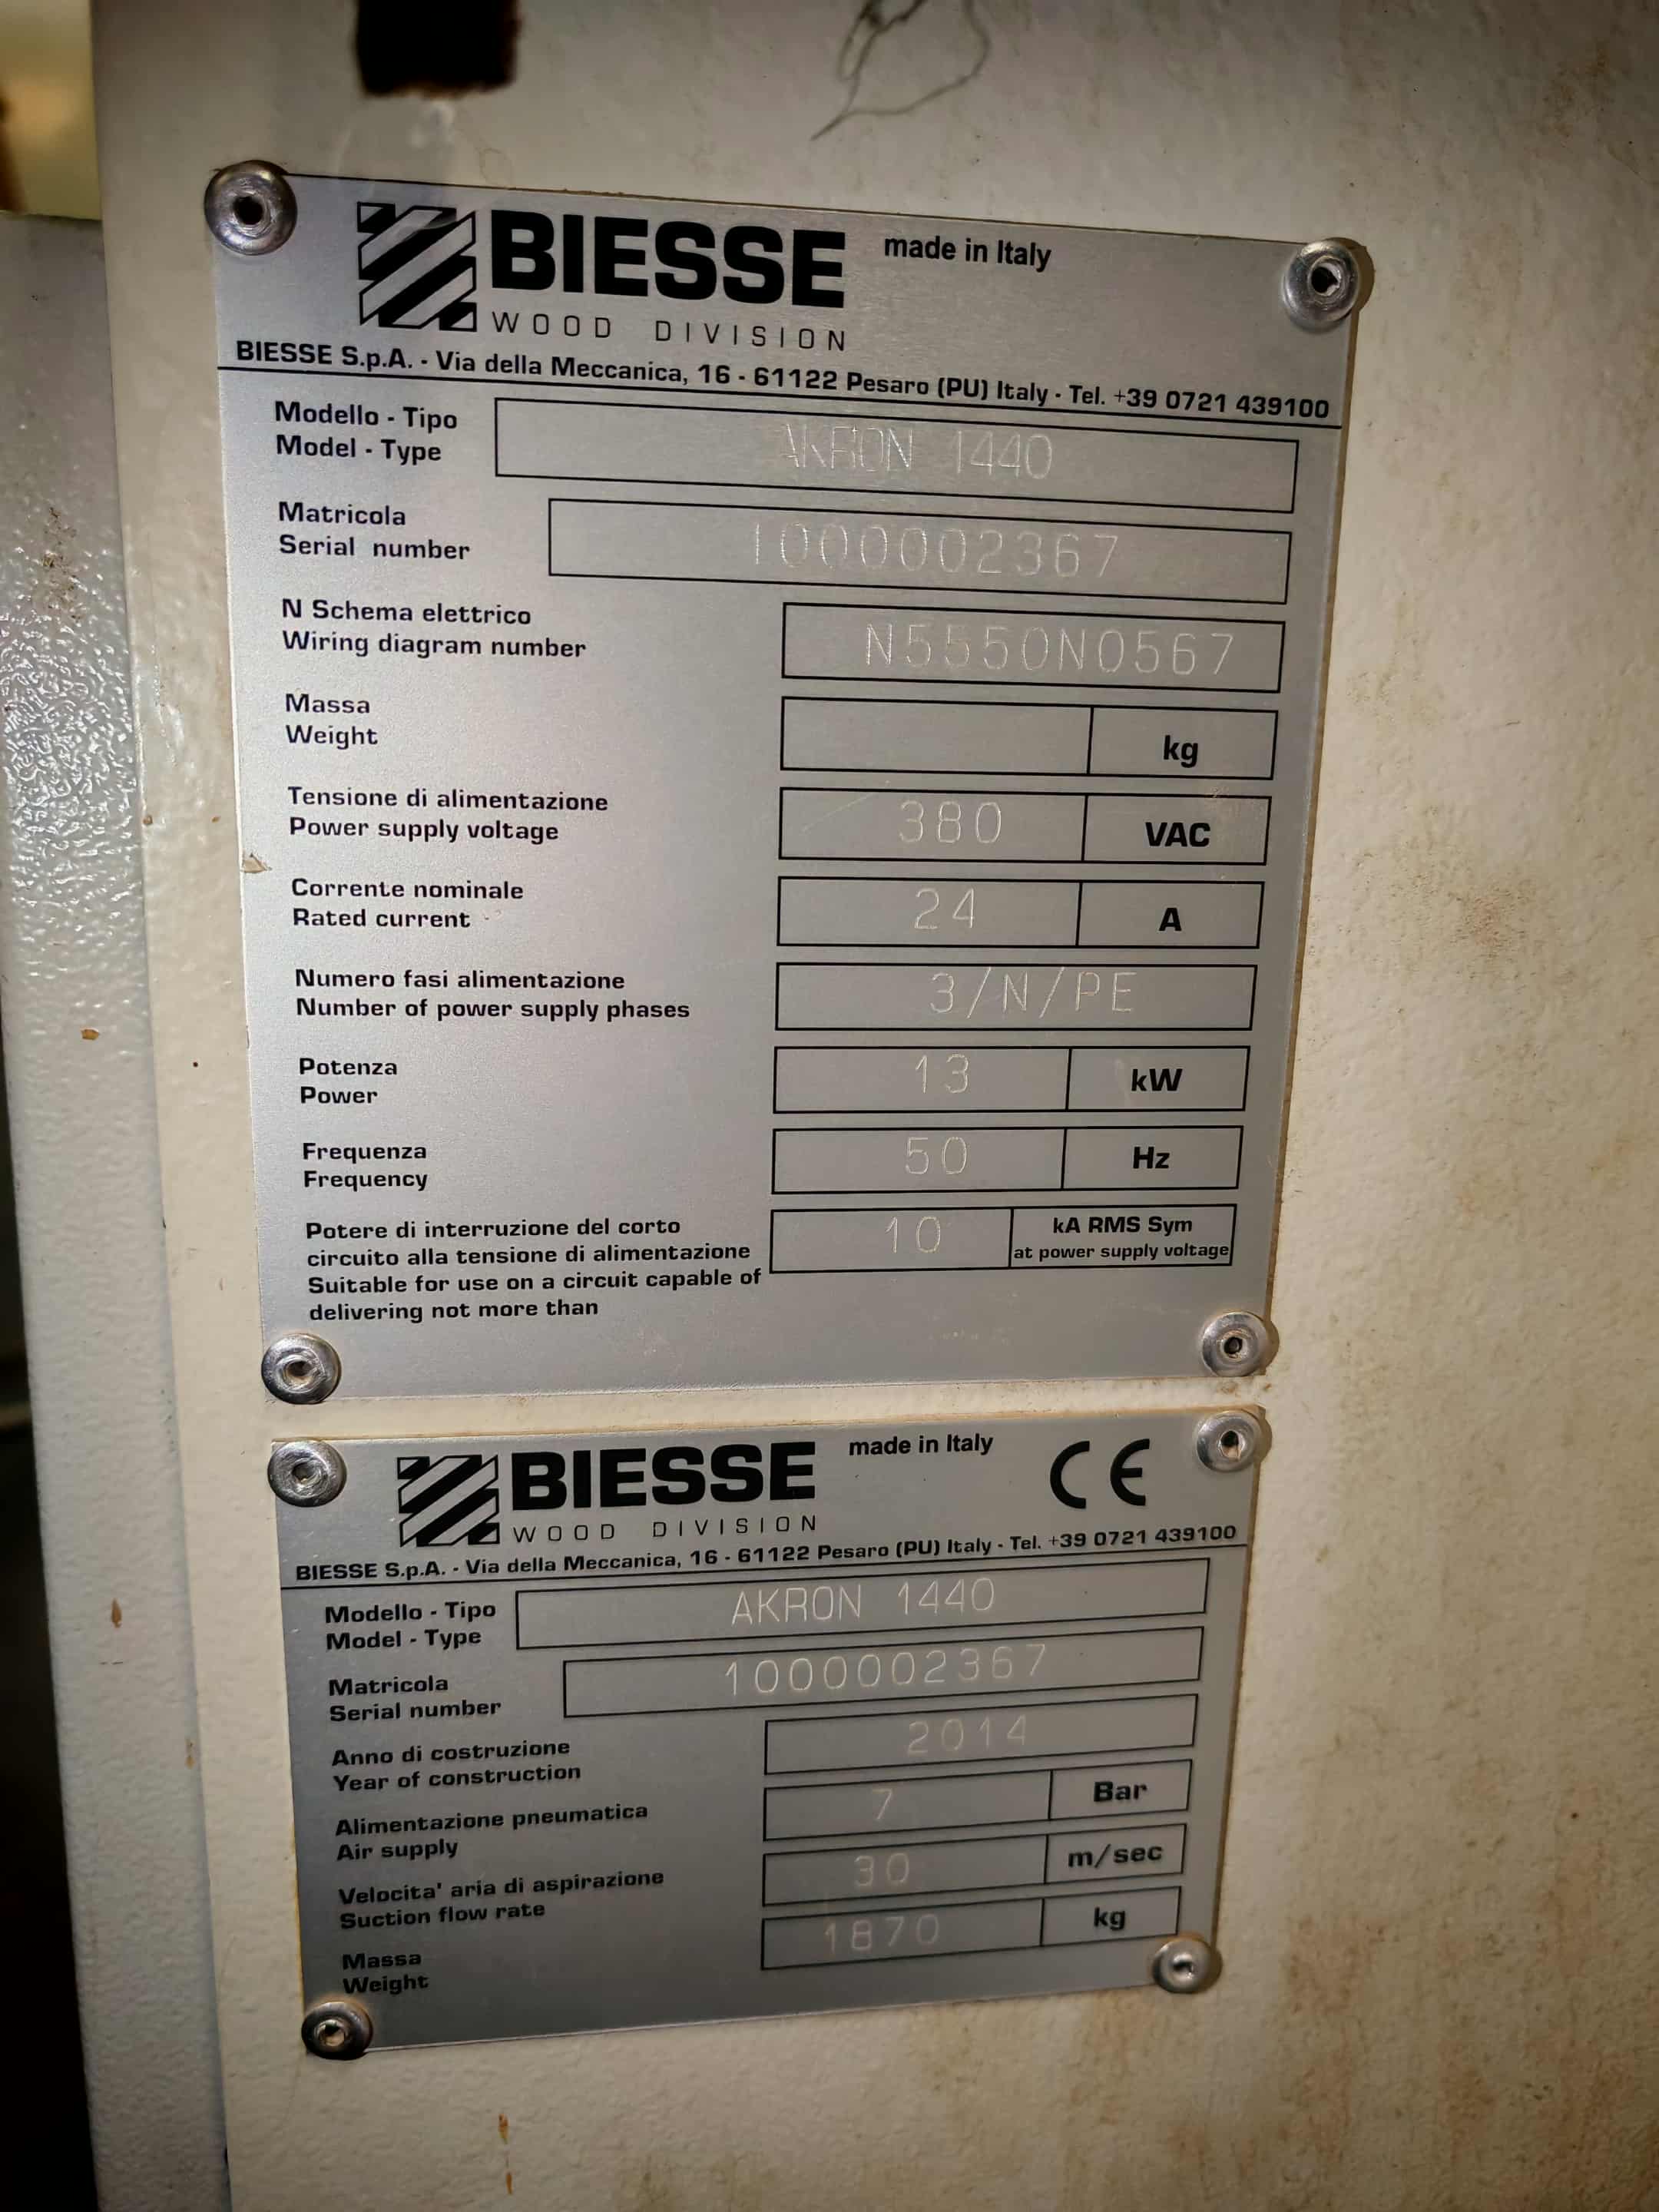 BIESSE made in Italy
WOOD DIVISION
BIESSE S.p.A. - Via della Meccanica, 16 - 61122 Pesaro (PU) Italy - Tel. +39 0721 439100
Modello - Tipo
Model - Type
AKRON 1440
Matricola
Serial number
1000002367
N Schema elettrico
Wiring diagram number
N5550N0567
Massa
Weight
kg
Tensione di alimentazione
Power supply voltage
380 VAC
Corrente nominale
Rated current
24 A
Numero fasi alimentazione
Number of power supply phases
3/N/PE
Potenza
Power
13 kW
Frequenza
Frequency
50 Hz
Potere di interruzione del corto
circuito alla tensione di alimentazione
Suitable for use on a circuit capable of
delivering not more than
10 kA RMS Sym
at power supply voltage
BIESSE made in Italy CE
WOOD DIVISION
BIESSE S.p.A. - Via della Meccanica, 16 - 61122 Pesaro (PU) Italy - Tel. +39 0721 439100
Modello - Tipo
Model - Type
AKRON 1440
Matricola
Serial number
1000002367
Anno di costruzione
Year of construction
2014
Alimentazione pneumatica
Air supply
7 Bar
Velocita' aria di aspirazione
Suction flow rate
30 m/sec
Massa
Weight
1870 kg